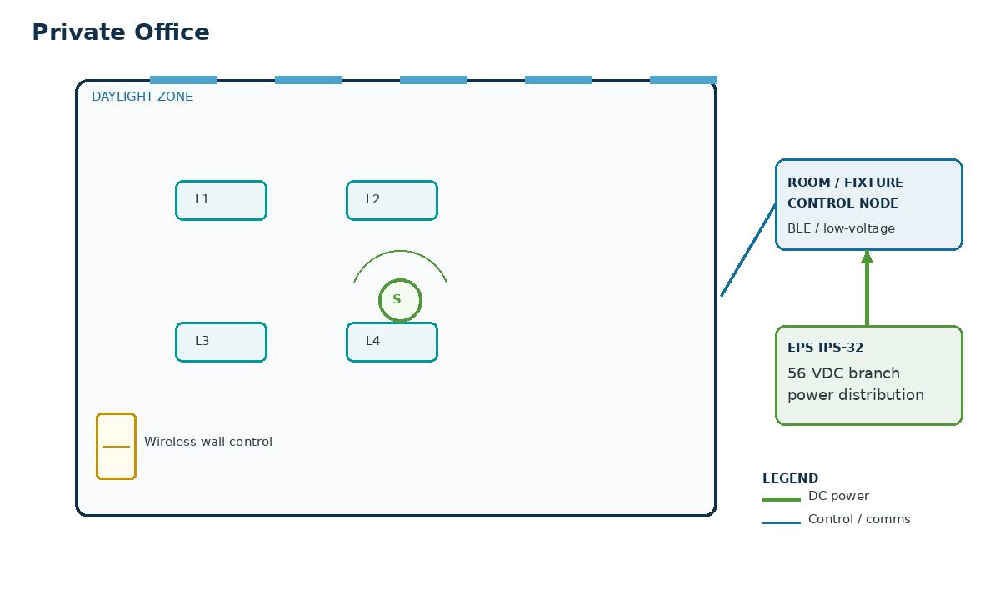 Private Office
DAYLIGHT ZONE
L1
L2
S
L3
L4
Wireless wall control
ROOM / FIXTURE
CONTROL NODE
BLE / low-voltage
EPS IPS-32
56 VDC branch
power distribution
LEGEND
DC power
Control / comms